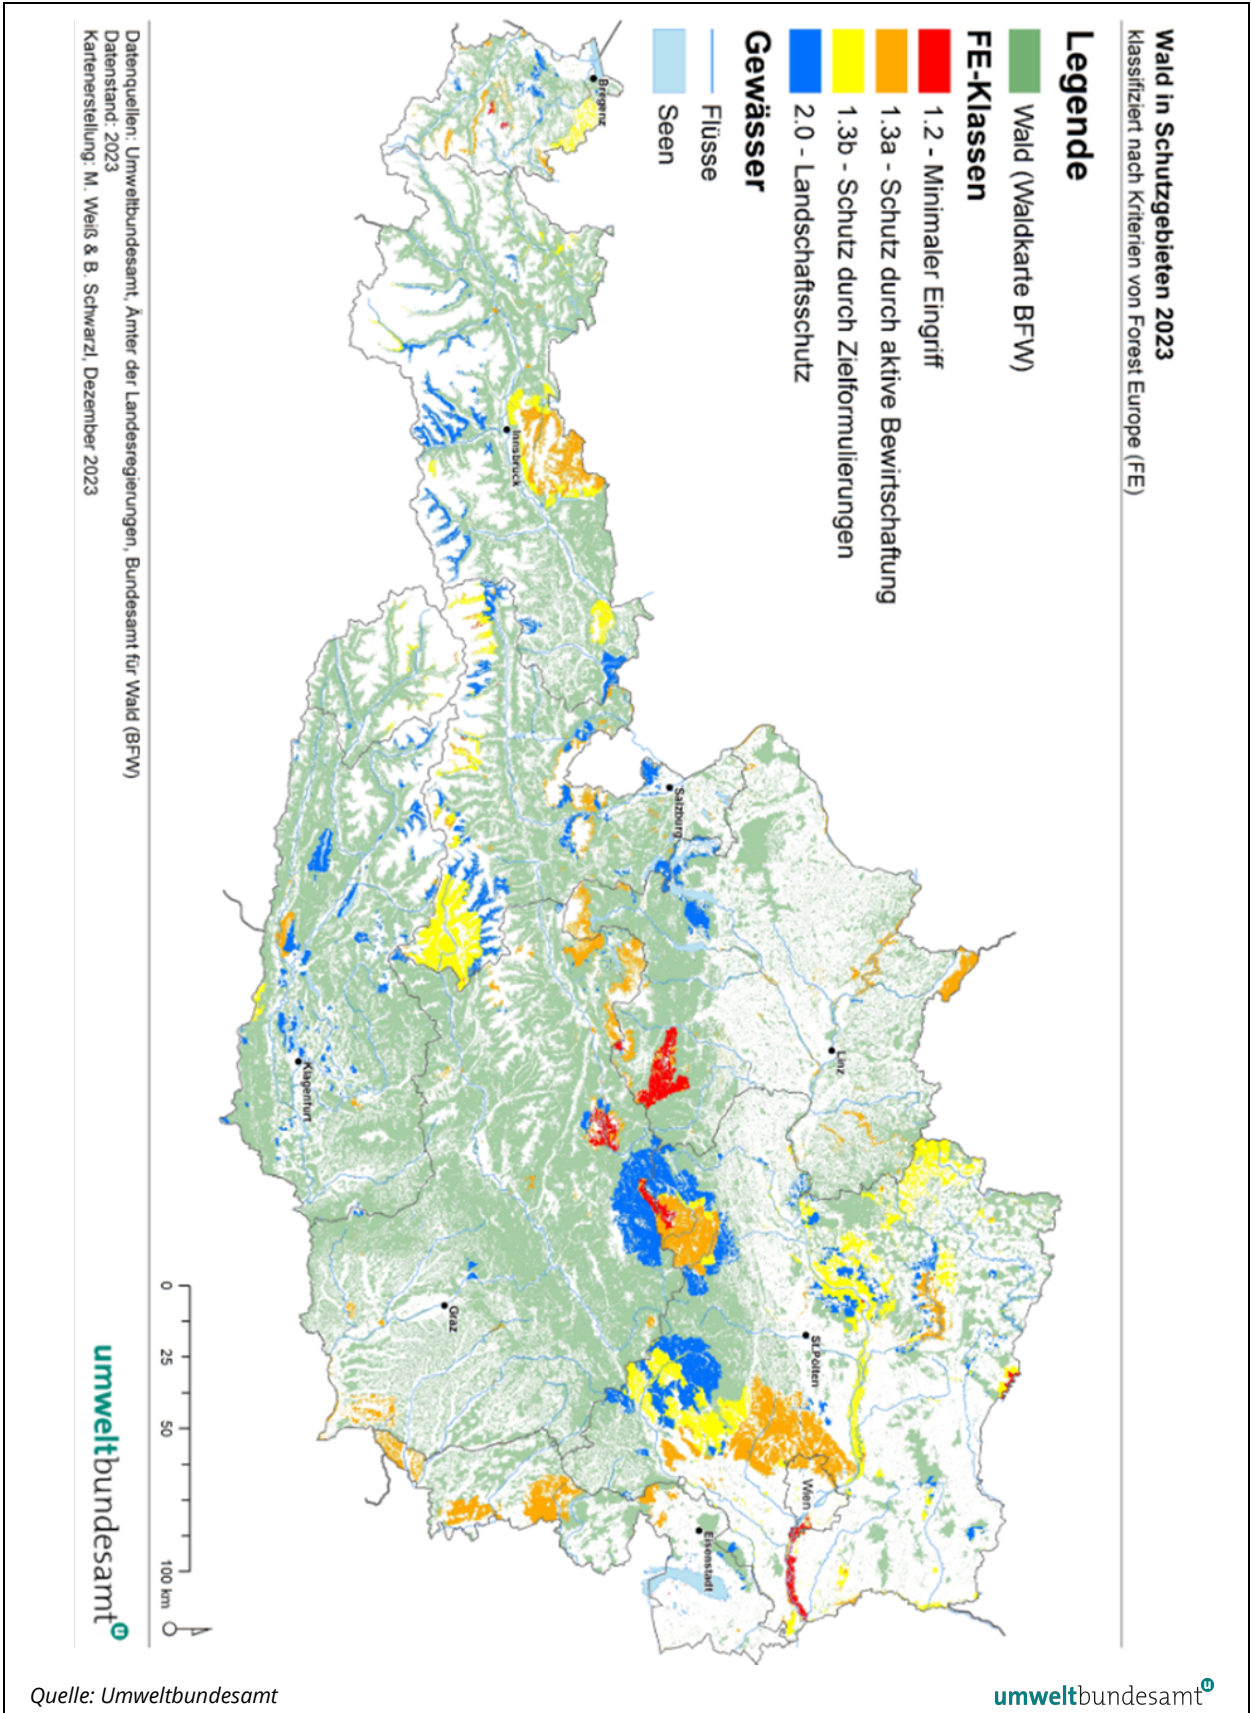 Wald in Schutzgebieten 2023
klassifiziert nach Kriterien von Forest Europe (FE)
Legende
Wald (Waldkarte BFW)
FE-Klassen
1.2 - Minimaler Eingriff
1.3a - Schutz durch aktive Bewirtschaftung
1.3b - Schutz durch Zielformulierungen
2.0 - Landschaftsschutz
Gewässer
Flüsse
Seen
Bregenz
Innsbruck
Salzburg
Linz
Klagenfurt
Graz
St.Pölten
Wien
Eisenstadt
0 25 50 100 km
Datenquellen: Umweltbundesamt, Ämter der Landesregierungen, Bundesamt für Wald (BFW)
Datenstand: 2023
Kartenerstellung: M. Weiß & B. Schwarzl, Dezember 2023
umweltbundesamt u
Quelle: Umweltbundesamt
umweltbundesamt u